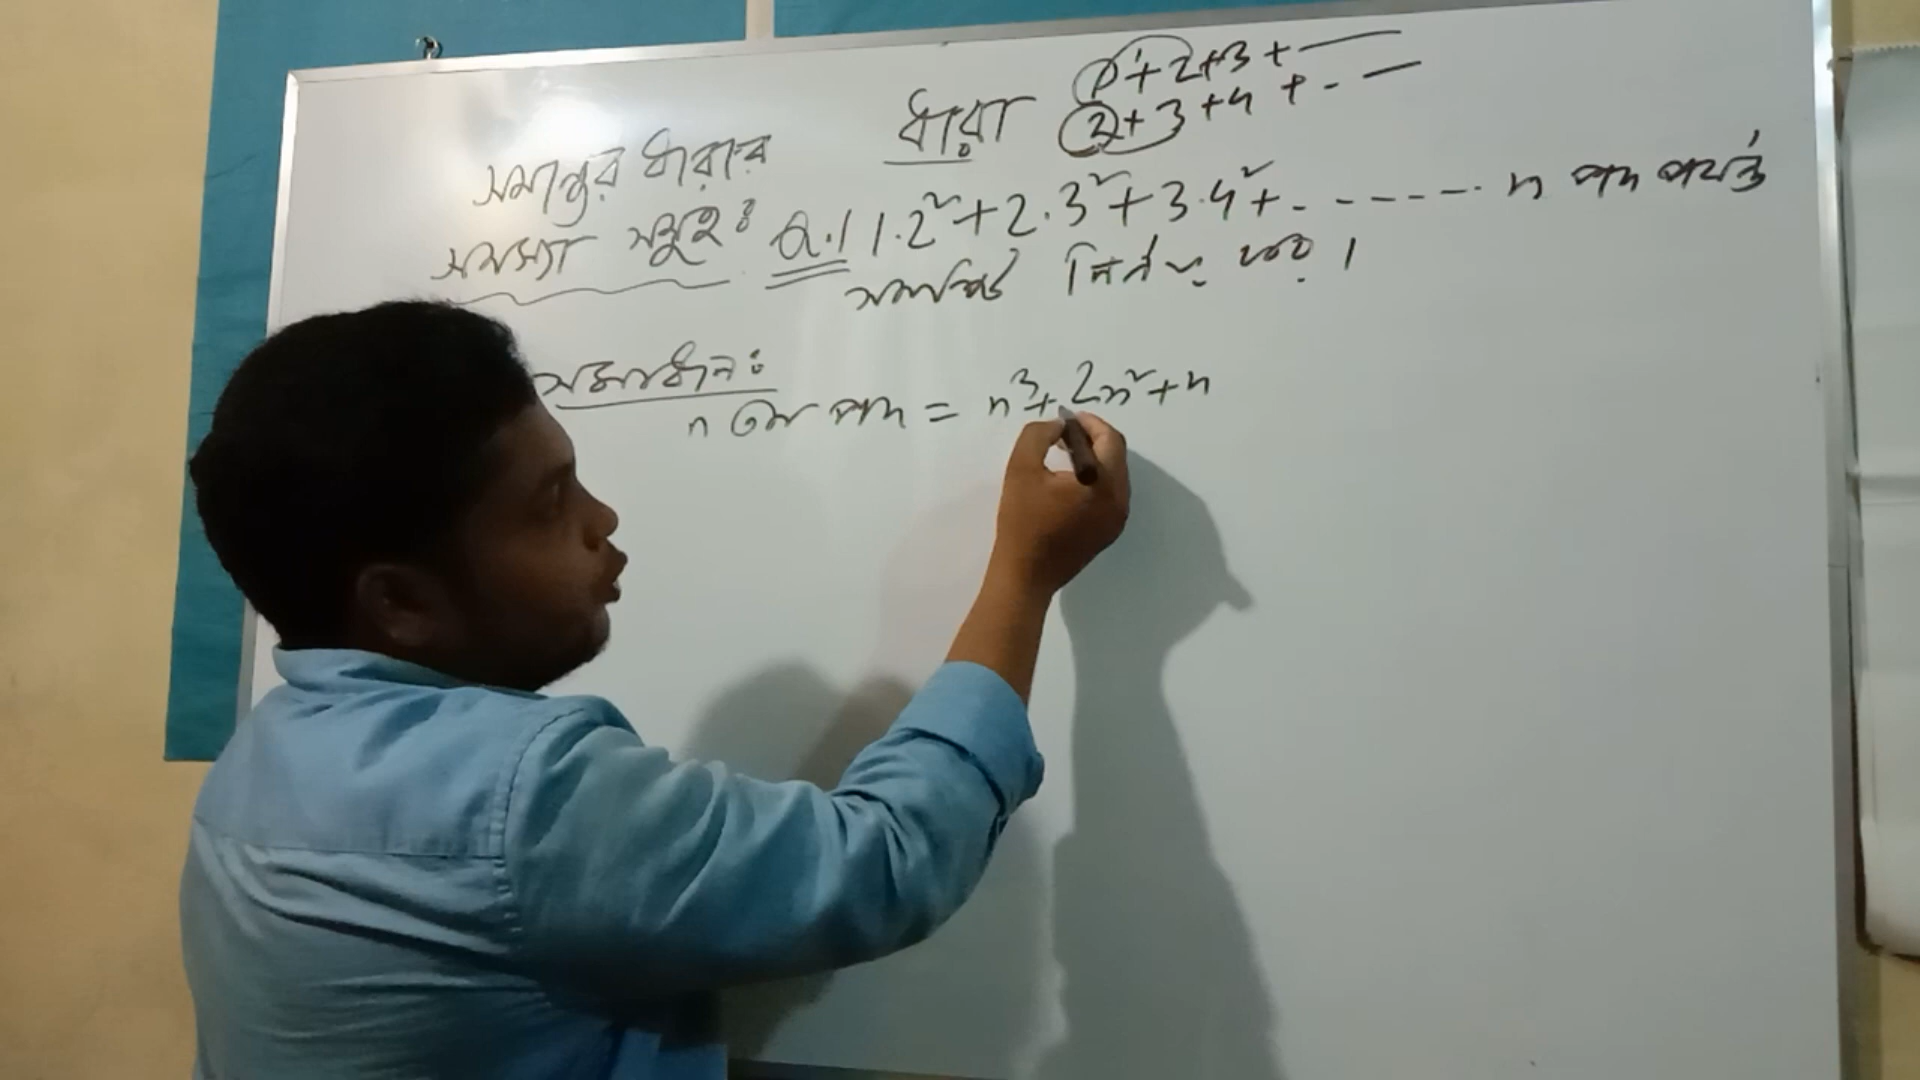 ধারা
1+2+3+
2+3+4+..
সমান্তর ধারার
সমস্যা সমূহঃ
Q.1 1.2²+2.3²+3.4²+........ n পদ পর্যন্ত
সমষ্টি নির্ণয় কর।
সমাধানঃ
n তম পদ = n³+2n²+n